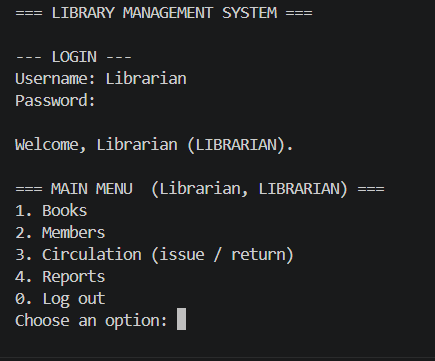 === LIBRARY MANAGEMENT SYSTEM ===
--- LOGIN ---
Username: Librarian
Password:
Welcome, Librarian (LIBRARIAN).
=== MAIN MENU  (Librarian, LIBRARIAN) ===
1. Books
2. Members
3. Circulation (issue / return)
4. Reports
0. Log out
Choose an option: